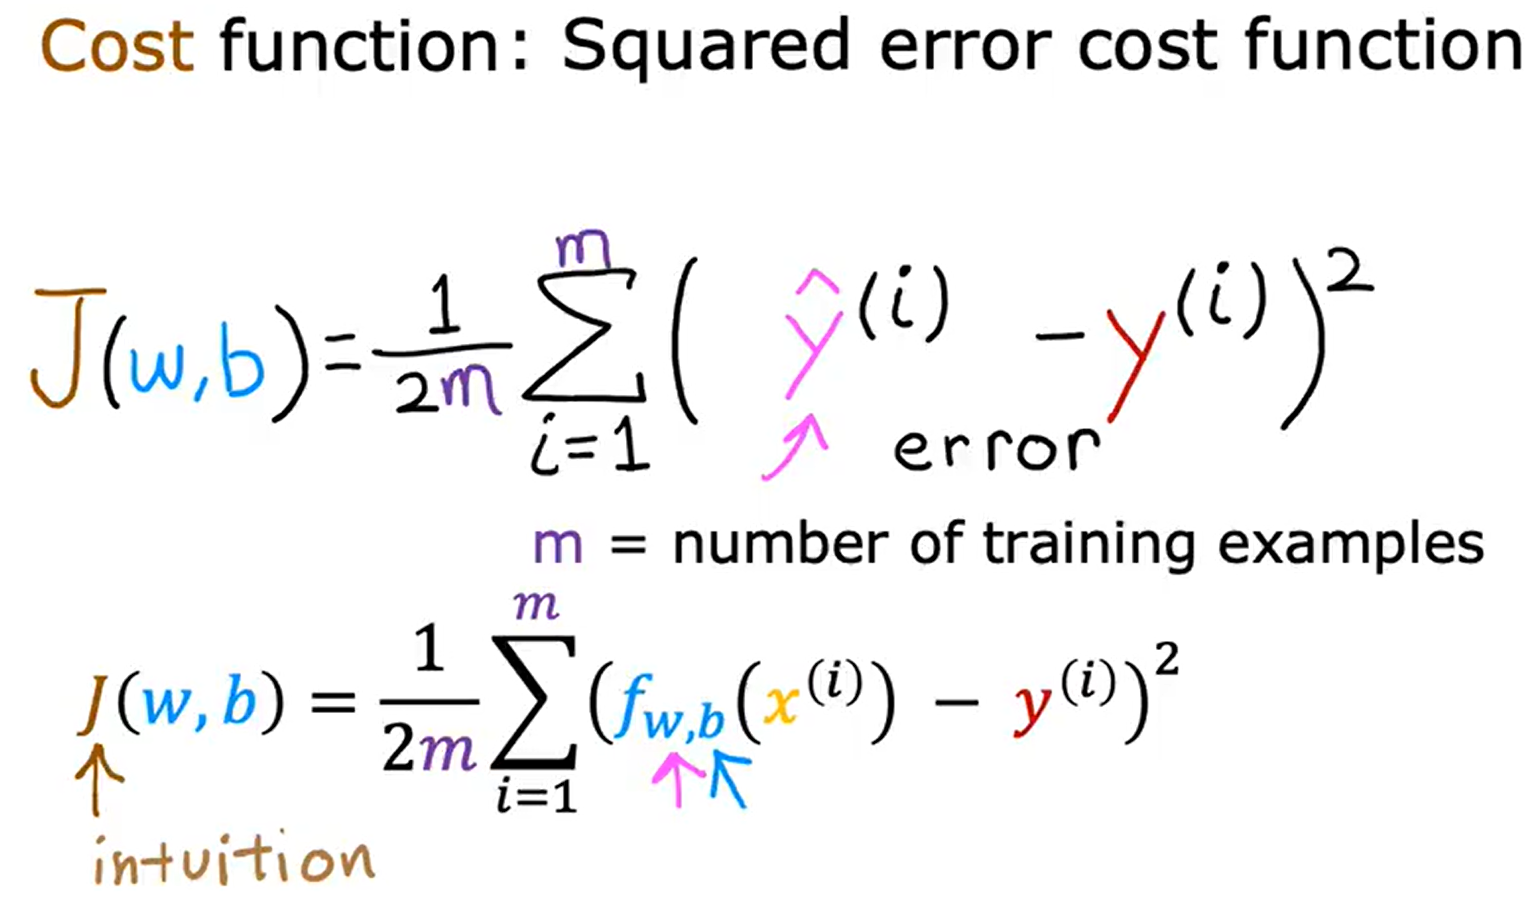 Cost function: Squared error cost function
J(w,b) = \frac{1}{2m} \sum_{i=1}^{m} ( ŷ^{(i)} - y^{(i)} )^2
error
m = number of training examples
J(w, b) = \frac{1}{2m} \sum_{i=1}^{m} (f_{w,b}(x^{(i)}) - y^{(i)})^2
intuition